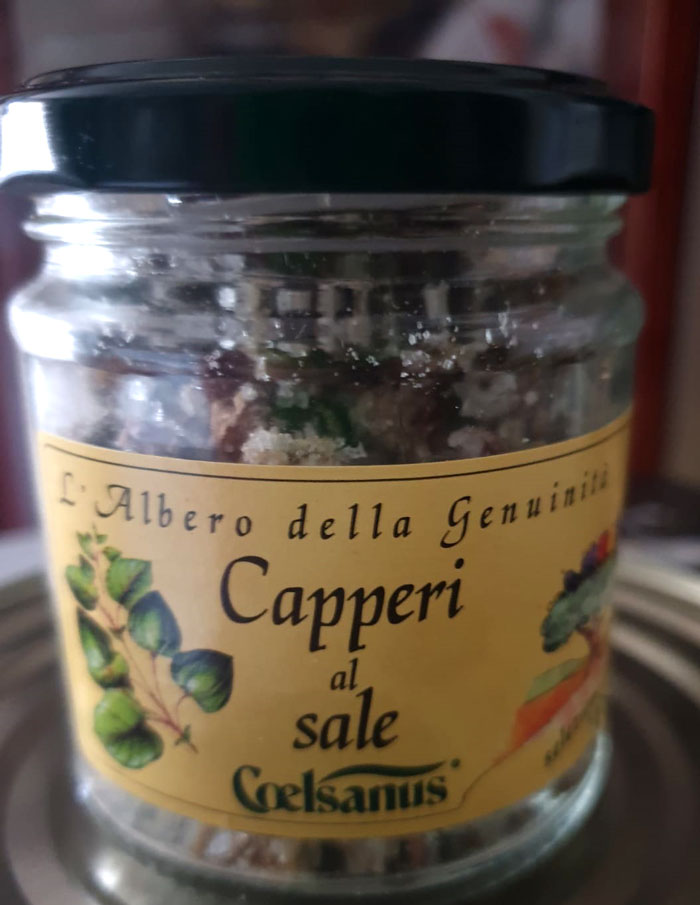 L'Albero della Genuinità
Capperi
al
sale
Coelsanus